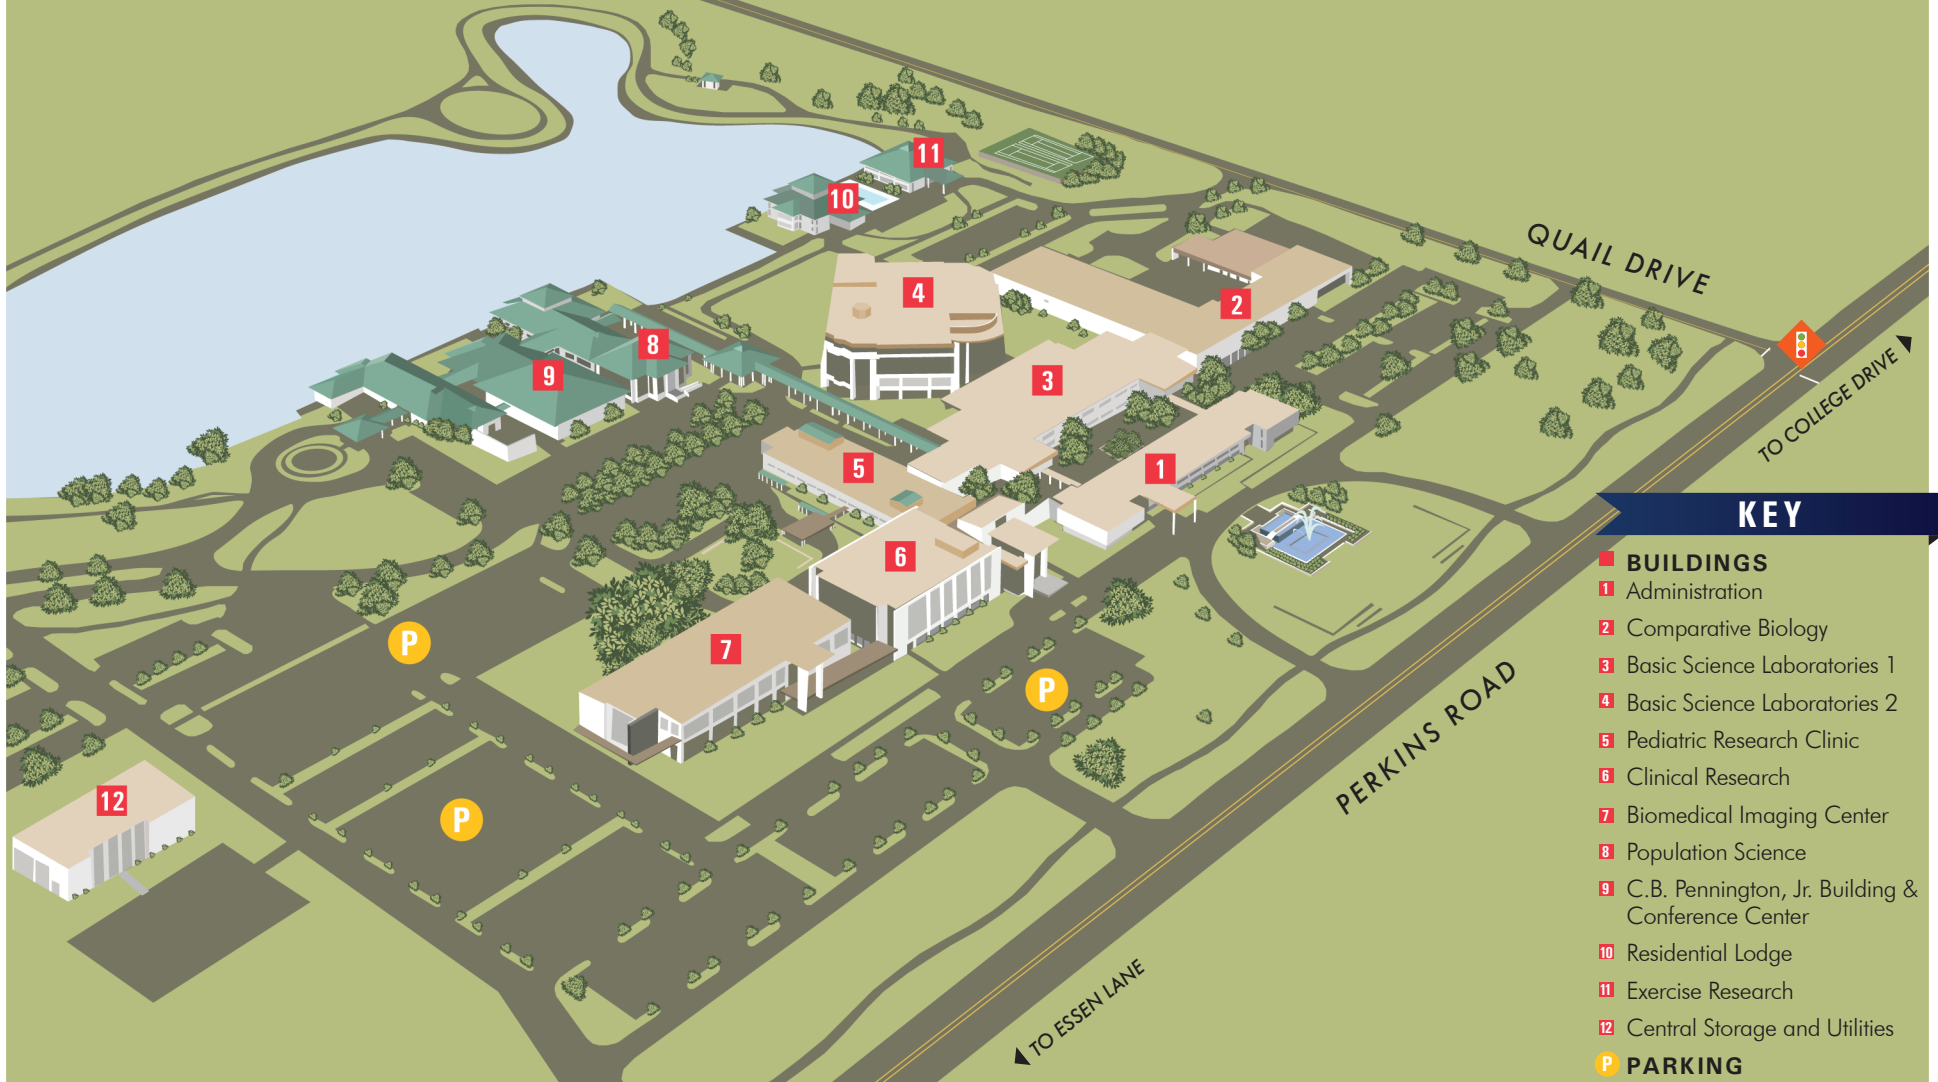 11
10
QUAIL DRIVE
4
2
8
3
9
TO COLLEGE DRIVE
5
1
6
P
7
P
PERKINS ROAD
12
P
TO ESSEN LANE
KEY
BUILDINGS
1 Administration
2 Comparative Biology
3 Basic Science Laboratories 1
4 Basic Science Laboratories 2
5 Pediatric Research Clinic
6 Clinical Research
7 Biomedical Imaging Center
8 Population Science
9 C.B. Pennington, Jr. Building &
Conference Center
10 Residential Lodge
11 Exercise Research
12 Central Storage and Utilities
P PARKING